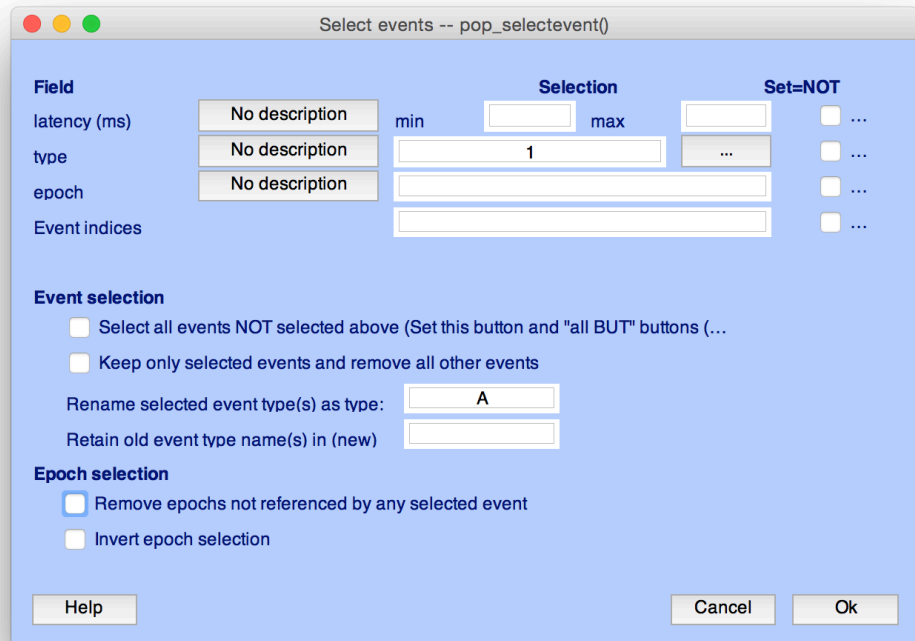 Select events -- pop_selectevent()
Field Selection Set=NOT
latency (ms) No description min max ...
type No description 1 ... ...
epoch No description ...
Event indices ...
Event selection
Select all events NOT selected above (Set this button and "all BUT" buttons (...
Keep only selected events and remove all other events
Rename selected event type(s) as type: A
Retain old event type name(s) in (new)
Epoch selection
Remove epochs not referenced by any selected event
Invert epoch selection
Help Cancel Ok